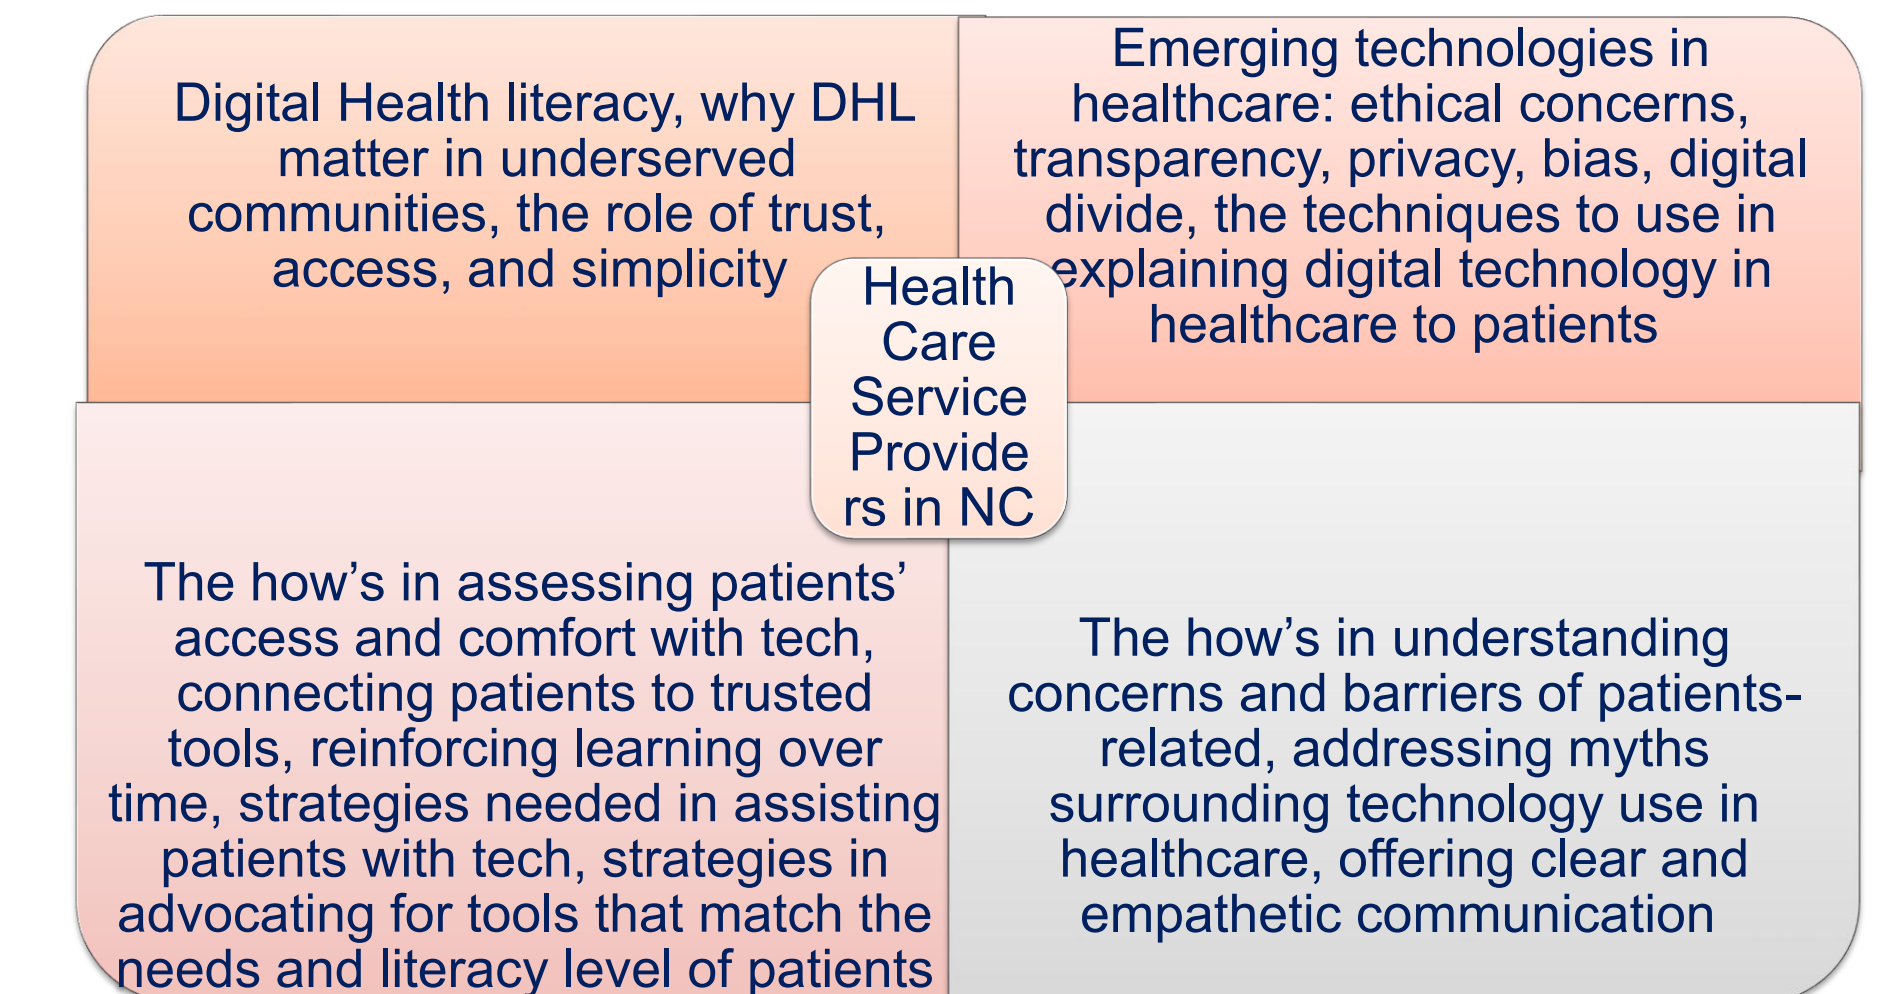 Digital Health literacy, why DHL
matter in underserved
communities, the role of trust,
access, and simplicity
Emerging technologies in
healthcare: ethical concerns,
transparency, privacy, bias, digital
divide, the techniques to use in
explaining digital technology in
healthcare to patients
Health
Care
Service
Provide
rs in NC
The how’s in assessing patients’
access and comfort with tech,
connecting patients to trusted
tools, reinforcing learning over
time, strategies needed in assisting
patients with tech, strategies in
advocating for tools that match the
needs and literacy level of patients
The how’s in understanding
concerns and barriers of patients-
related, addressing myths
surrounding technology use in
healthcare, offering clear and
empathetic communication